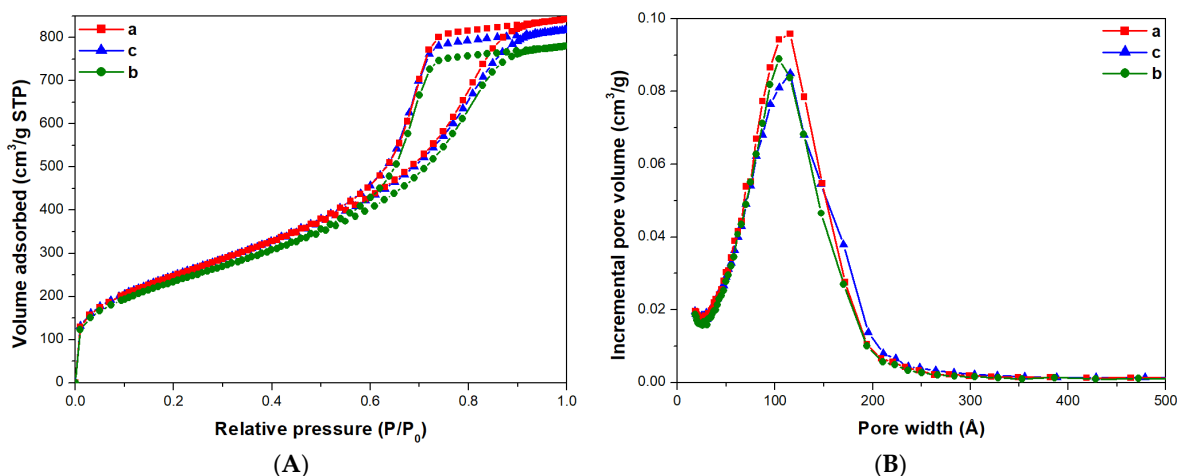 a
c
b
800
700
600
500
400
300
200
100
0
0.0 0.2 0.4 0.6 0.8 1.0
Volume adsorbed (cm³/g STP)
Relative pressure (P/P₀)
(A)
a
c
b
0.10
0.08
0.06
0.04
0.02
0.00
0 100 200 300 400 500
Incremental pore volume (cm³/g)
Pore width (Å)
(B)